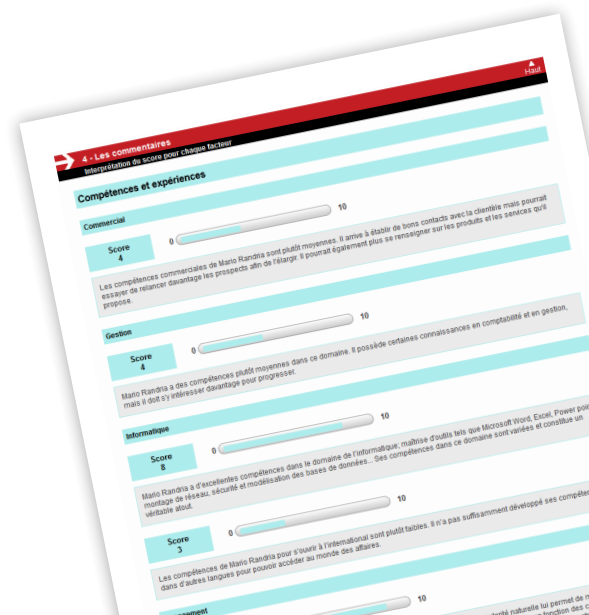 Haut
4 - Les commentaires
Interprétation du score pour chaque facteur
Compétences et expériences
Commercial
Score
4
0
10
Les compétences commerciales de Mario Randria sont plutôt moyennes. Il arrive à établir de bons contacts avec la clientèle mais pourrait
essayer de relancer davantage les prospects afin de l'élargir. Il pourrait également plus se renseigner sur les produits et les services qu'il
propose.
Gestion
Score
4
0
10
Mario Randria a des compétences plutôt moyennes dans ce domaine. Il possède certaines connaissances en comptabilité et en gestion,
mais il doit s'y intéresser davantage pour progresser.
Informatique
Score
8
0
10
Mario Randria a d'excellentes compétences dans le domaine de l'informatique; maîtrise d'outils tels que Microsoft Word, Excel, Power poin
montage de réseau, sécurité et modélisation des bases de données... Ses compétences dans ce domaine sont variées et constitue un
véritable atout.
Score
3
0
10
Les compétences de Mario Randria pour s'ouvrir à l'international sont plutôt faibles. Il n'a pas suffisamment développé ses compéten
dans d'autres langues pour pouvoir accéder au monde des affaires.
10
naturelle lui permet de
fonction des